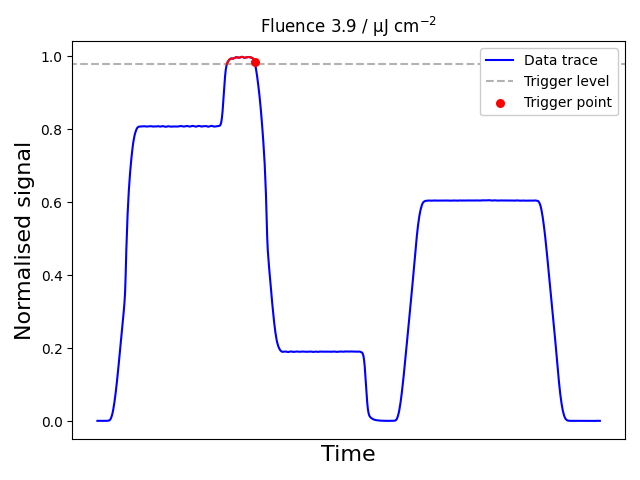 Fluence 3.9 / μJ cm⁻²
Normalised signal
1.0
0.8
0.6
0.4
0.2
0.0
Data trace
Trigger level
Trigger point
Time